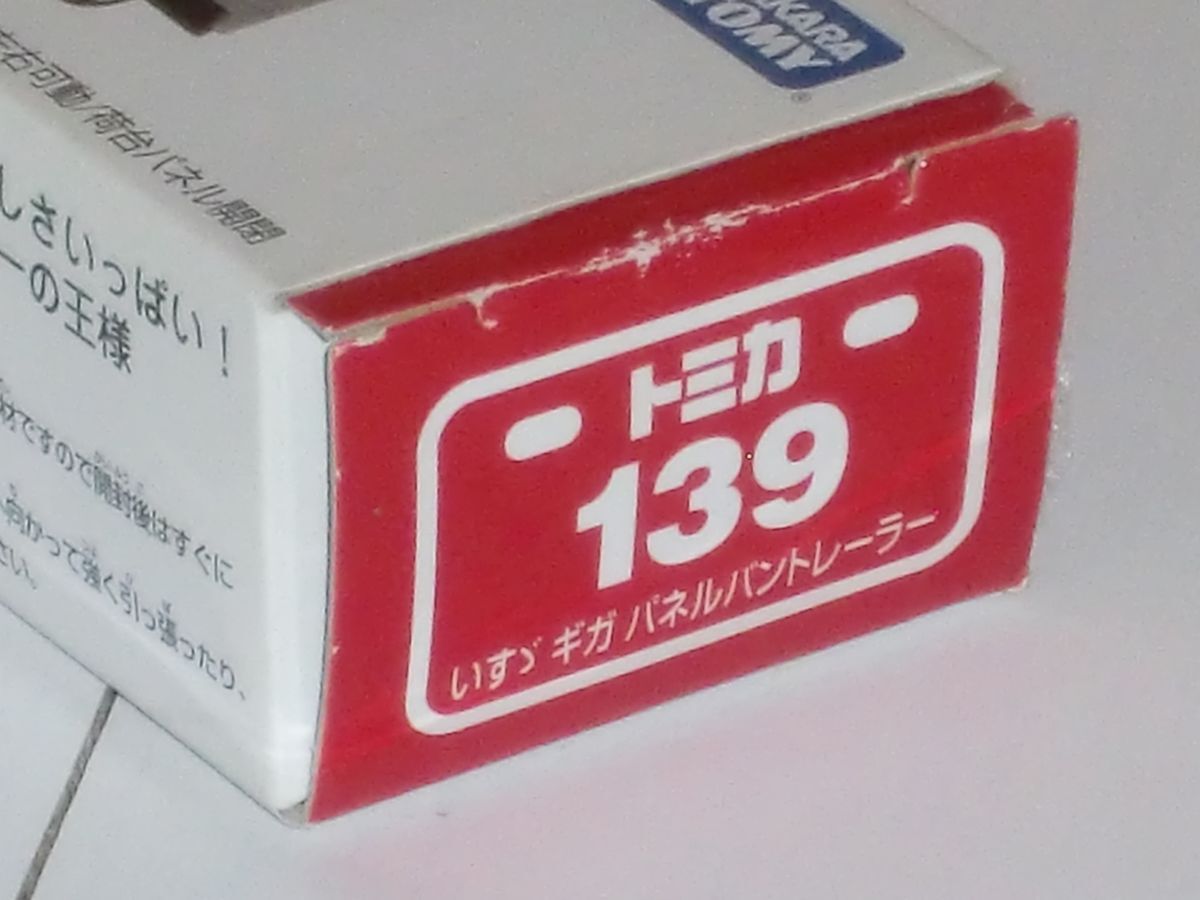 TAKARA
TOMY
®
左右可動/荷台パネル開閉
しさいっぱい！
ーの王様
ですので開封後はすぐに
向かって強く引っ張ったり、
さい。
トミカ
139
いすゞ ギガ パネルバントレーラー